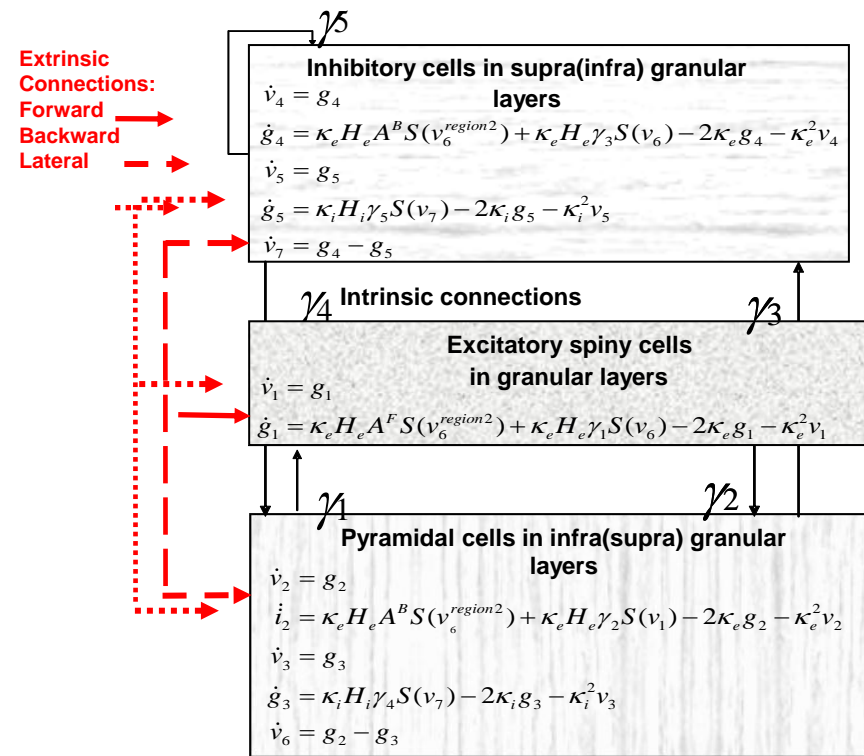 γ5
Extrinsic
Connections:
Forward
Backward
Lateral
Inhibitory cells in supra(infra) granular
layers
v̇₄ = g₄
ġ₄ = κₑHₑA^B S(v₆^{region2}) + κₑHₑγ₃S(v₆) − 2κₑg₄ − κₑ²v₄
v̇₅ = g₅
ġ₅ = κᵢHᵢγ₅S(v₇) − 2κᵢg₅ − κᵢ²v₅
v̇₇ = g₄ − g₅
γ4 Intrinsic connections γ3
Excitatory spiny cells
in granular layers
v̇₁ = g₁
ġ₁ = κₑHₑA^F S(v₆^{region2}) + κₑHₑγ₁S(v₆) − 2κₑg₁ − κₑ²v₁
γ1 γ2
Pyramidal cells in infra(supra) granular
layers
v̇₂ = g₂
i̇₂ = κₑHₑA^B S(v₆^{region2}) + κₑHₑγ₂S(v₁) − 2κₑg₂ − κₑ²v₂
v̇₃ = g₃
ġ₃ = κᵢHᵢγ₄S(v₇) − 2κᵢg₃ − κᵢ²v₃
v̇₆ = g₂ − g₃